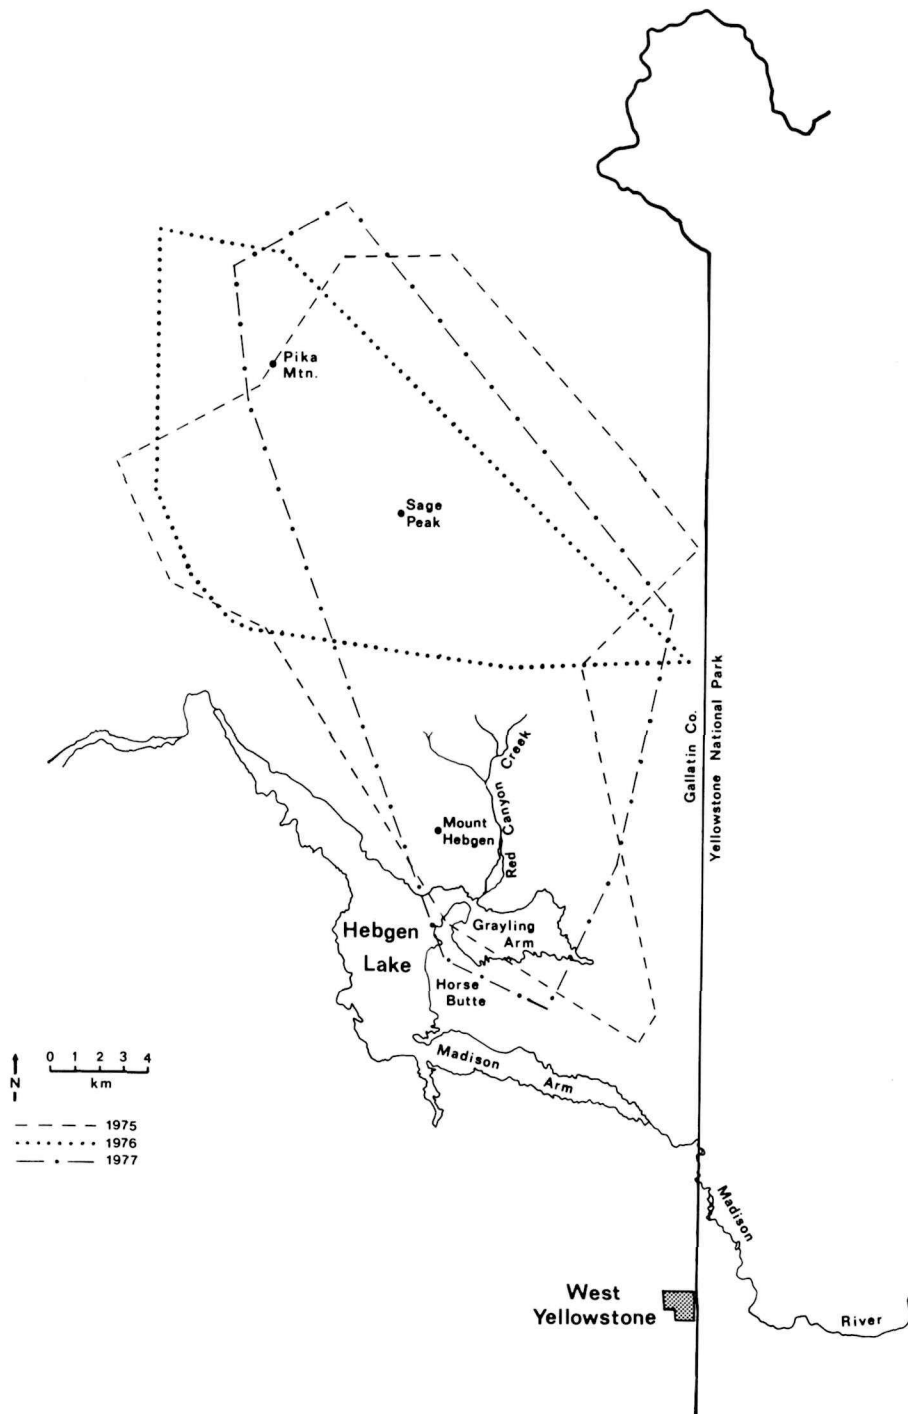 Pika
Mtn.
Sage
Peak
Gallatin Co.
Yellowstone National Park
Red Canyon Creek
Mount
Hebgen
Grayling
Arm
Hebgen
Lake
Horse
Butte
Madison Arm
0 1 2 3 4
km
N
1975
1976
1977
Madison
River
West
Yellowstone